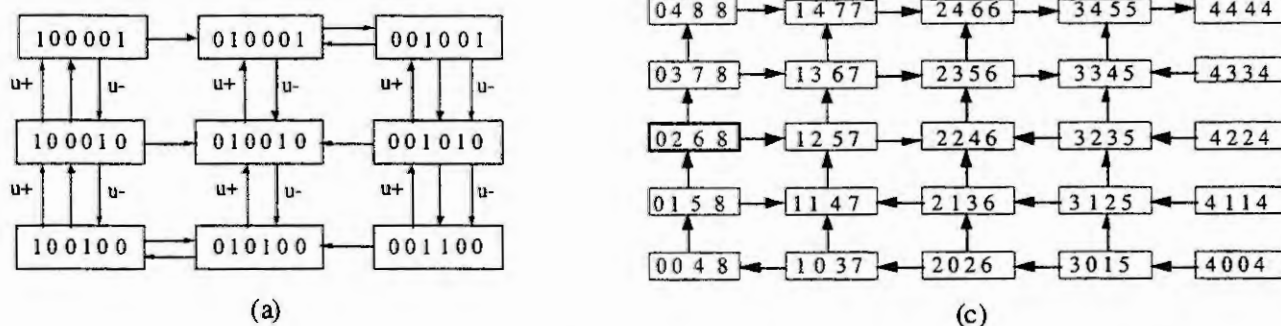 100001 010001 001001
u+ u- u+ u- u+ u-
100010 010010 001010
u+ u- u+ u- u+ u-
100100 010100 001100
(a)
0488 1477 2466 3455 4444
0378 1367 2356 3345 4334
0268 1257 2246 3235 4224
0158 1147 2136 3125 4114
0048 1037 2026 3015 4004
(c)